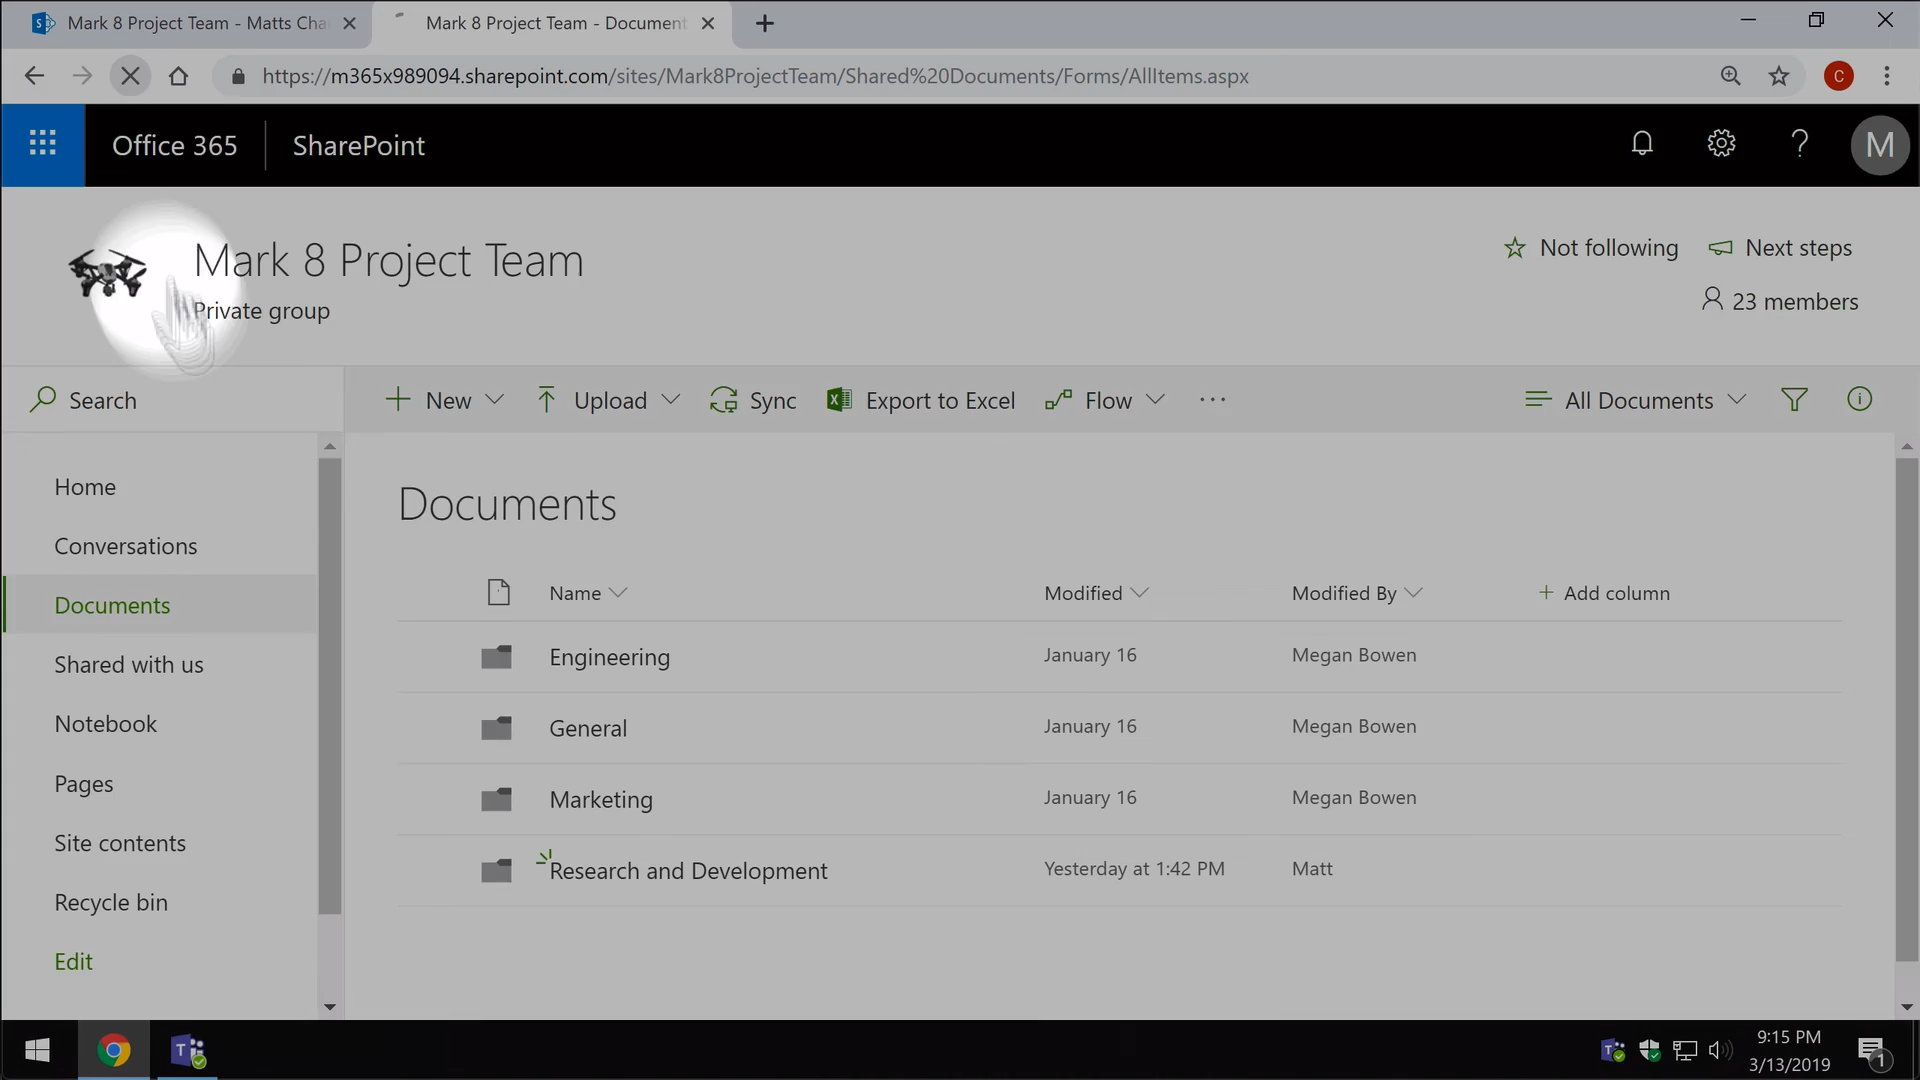 Mark 8 Project Team - Matts Cha
Mark 8 Project Team - Document
https://m365x989094.sharepoint.com/sites/Mark8ProjectTeam/Shared%20Documents/Forms/AllItems.aspx
C
Office 365
SharePoint
?
M
Mark 8 Project Team
Private group
Not following
Next steps
23 members
Search
New
Upload
Sync
Export to Excel
Flow
All Documents
Home
Conversations
Documents
Shared with us
Notebook
Pages
Site contents
Recycle bin
Edit
Documents
Name
Modified
Modified By
+ Add column
Engineering
January 16
Megan Bowen
General
January 16
Megan Bowen
Marketing
January 16
Megan Bowen
Research and Development
Yesterday at 1:42 PM
Matt
9:15 PM
3/13/2019
1